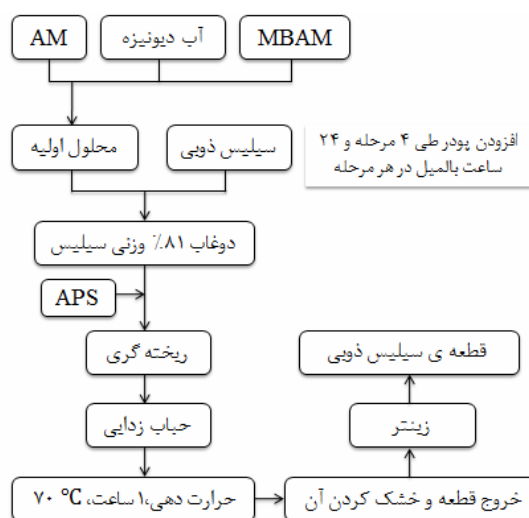 AM
آب دیونیزه
MBAM
محلول اولیه
سیلیس ذوبی
افزودن پودر طی ۴ مرحله و ۲۴
ساعت بالمیل در هر مرحله
دوغاب ۸۱٪ وزنی سیلیس
APS
ریخته گری
حباب زدایی
حرارت دهی،۱ ساعت، ۷۰ °C
خروج قطعه و خشک کردن آن
زینتر
قطعه ی سیلیس ذوبی